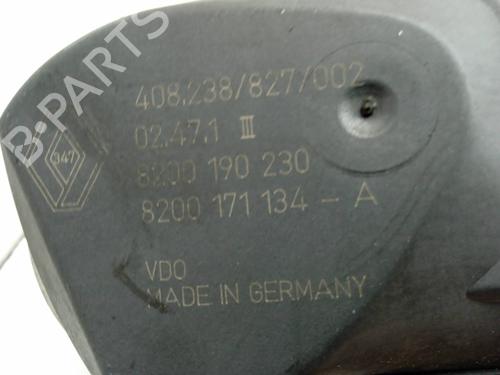 B-PARTS
408.238/827/002
02.47.1 III
347
8200 190 230
8200 171 134 - A
VDO
MADE IN GERMANY